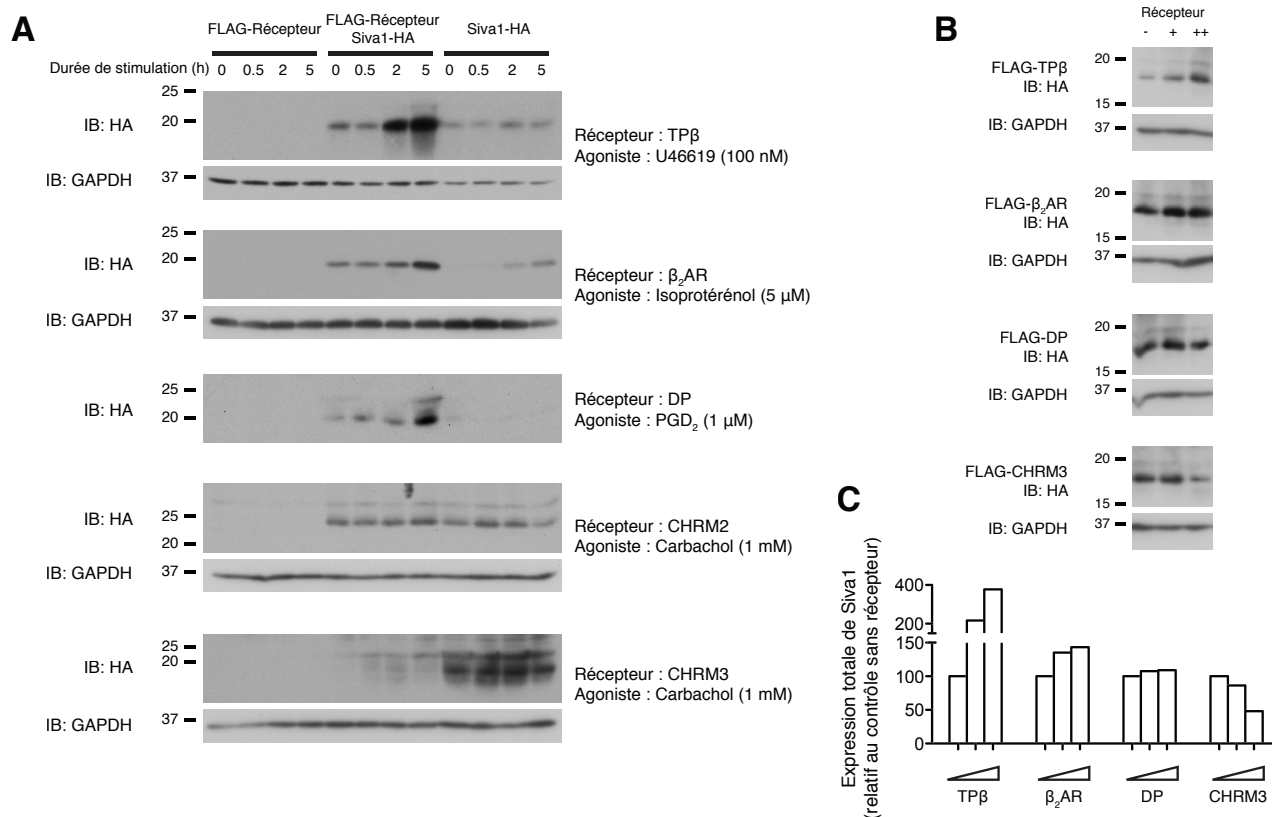 A
FLAG-Récepteur
FLAG-Récepteur
Siva1-HA
Siva1-HA
Durée de stimulation (h)
0 0.5 2 5 0 0.5 2 5 0 0.5 2 5
25
IB: HA
20
Récepteur : TPβ
Agoniste : U46619 (100 nM)
IB: GAPDH
37
25
IB: HA
20
Récepteur : β₂AR
Agoniste : Isoprotérénol (5 µM)
IB: GAPDH
37
25
IB: HA
20
Récepteur : DP
Agoniste : PGD₂ (1 µM)
IB: HA
25
20
Récepteur : CHRM2
Agoniste : Carbachol (1 mM)
IB: GAPDH
37
25
IB: HA
20
Récepteur : CHRM3
Agoniste : Carbachol (1 mM)
IB: GAPDH
37
B
Récepteur
- + ++
FLAG-TPβ
IB: HA
20
15
IB: GAPDH
37
FLAG-β₂AR
IB: HA
20
15
IB: GAPDH
37
FLAG-DP
IB: HA
20
15
IB: GAPDH
37
FLAG-CHRM3
IB: HA
20
15
IB: GAPDH
37
C
Expression totale de Siva1
(relatif au contrôle sans récepteur)
400
200
150
100
50
0
TPβ
β₂AR
DP
CHRM3